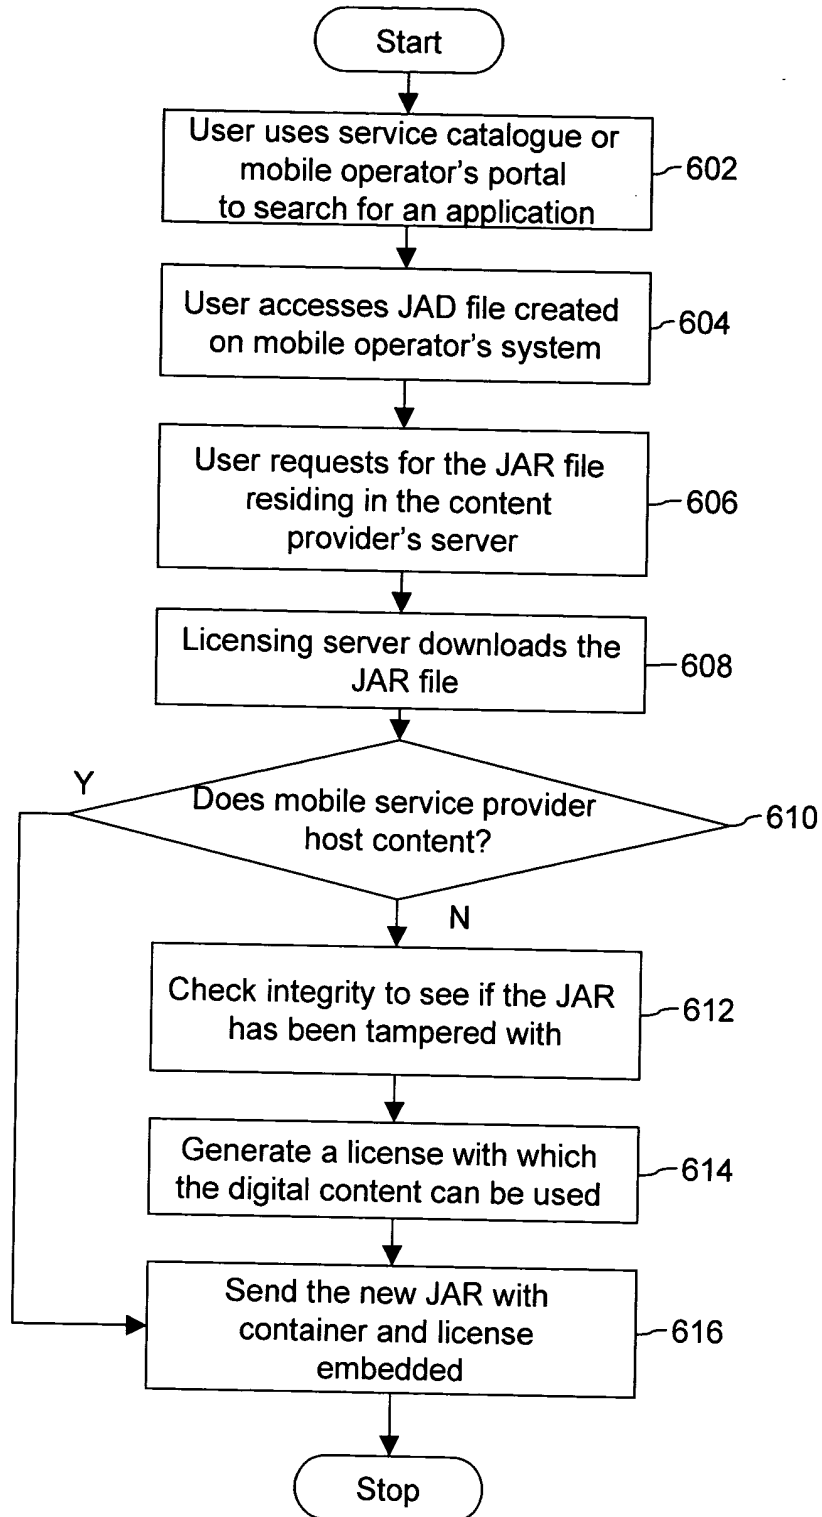 Start
User uses service catalogue or
mobile operator's portal
to search for an application
602
User accesses JAD file created
on mobile operator's system
604
User requests for the JAR file
residing in the content
provider's server
606
Licensing server downloads the
JAR file
608
Y
Does mobile service provider
host content?
610
N
Check integrity to see if the JAR
has been tampered with
612
Generate a license with which
the digital content can be used
614
Send the new JAR with
container and license
embedded
616
Stop